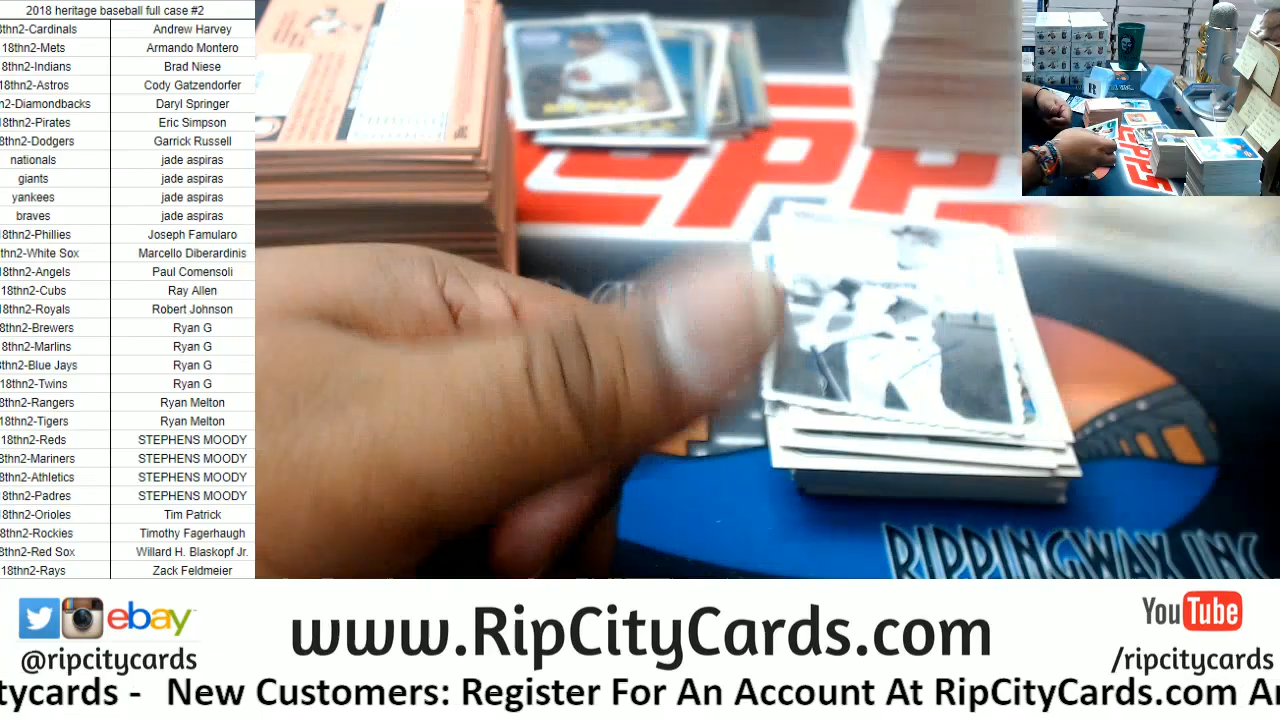 2018 heritage baseball full case #2
8thn2-Cardinals Andrew Harvey
18thn2-Mets Armando Montero
8thn2-Indians Brad Niese
18thn2-Astros Cody Gatzendorfer
n2-Diamondbacks Daryl Springer
8thn2-Pirates Eric Simpson
8thn2-Dodgers Garrick Russell
nationals jade aspiras
giants jade aspiras
yankees jade aspiras
braves jade aspiras
18thn2-Phillies Joseph Famularo
thn2-White Sox Marcello Diberardinis
18thn2-Angels Paul Comensoli
18thn2-Cubs Ray Allen
18thn2-Royals Robert Johnson
8thn2-Brewers Ryan G
18thn2-Marlins Ryan G
8thn2-Blue Jays Ryan G
18thn2-Twins Ryan G
8thn2-Rangers Ryan Melton
18thn2-Tigers Ryan Melton
18thn2-Reds STEPHENS MOODY
8thn2-Mariners STEPHENS MOODY
8thn2-Athletics STEPHENS MOODY
18thn2-Padres STEPHENS MOODY
18thn2-Orioles Tim Patrick
8thn2-Rockies Timothy Fagerhaugh
8thn2-Red Sox Willard H. Blaskopf Jr.
18thn2-Rays Zack Feldmeier
RIPPINGWAX INC
ebay
@ripcitycards
www.RipCityCards.com
YouTube
/ripcitycards
tycards - New Customers: Register For An Account At RipCityCards.com An